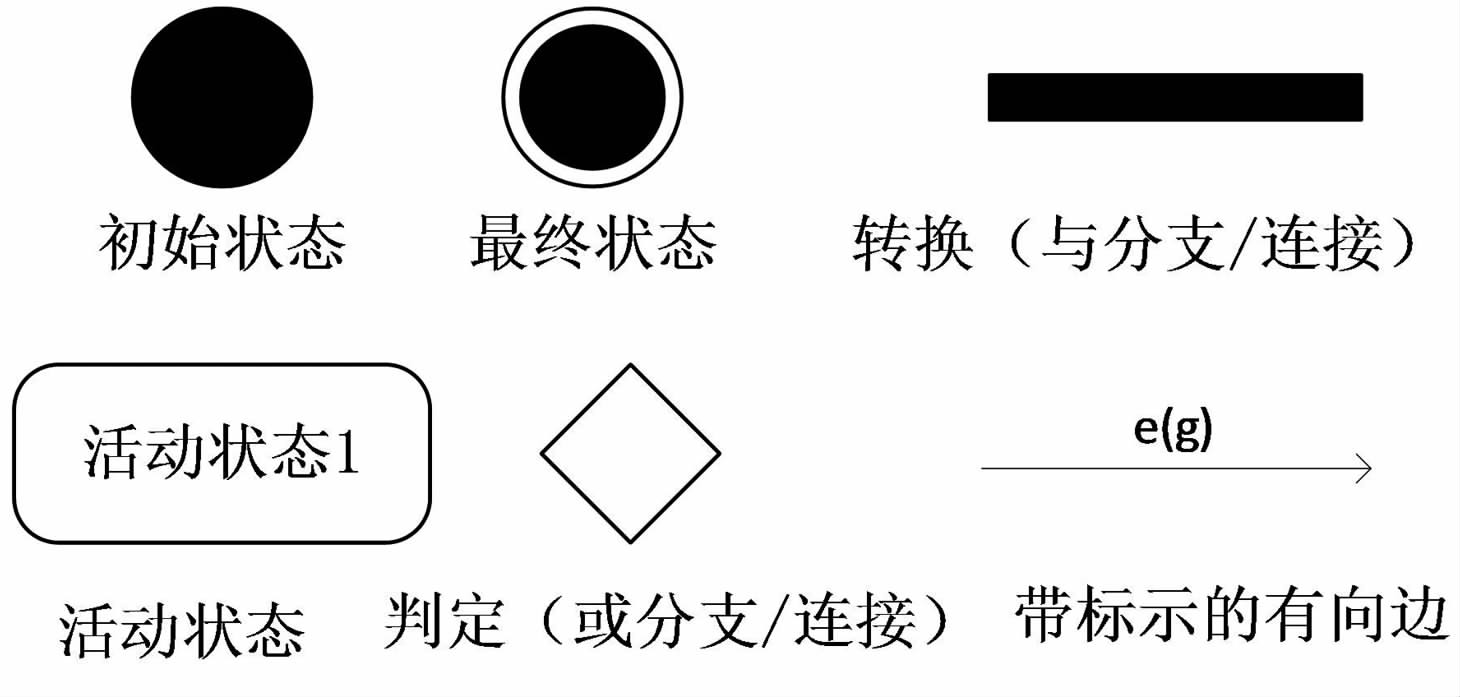 初始状态
最终状态
转换（与分支/连接）
活动状态1
e(g)
活动状态
判定（或分支/连接）
带标示的有向边